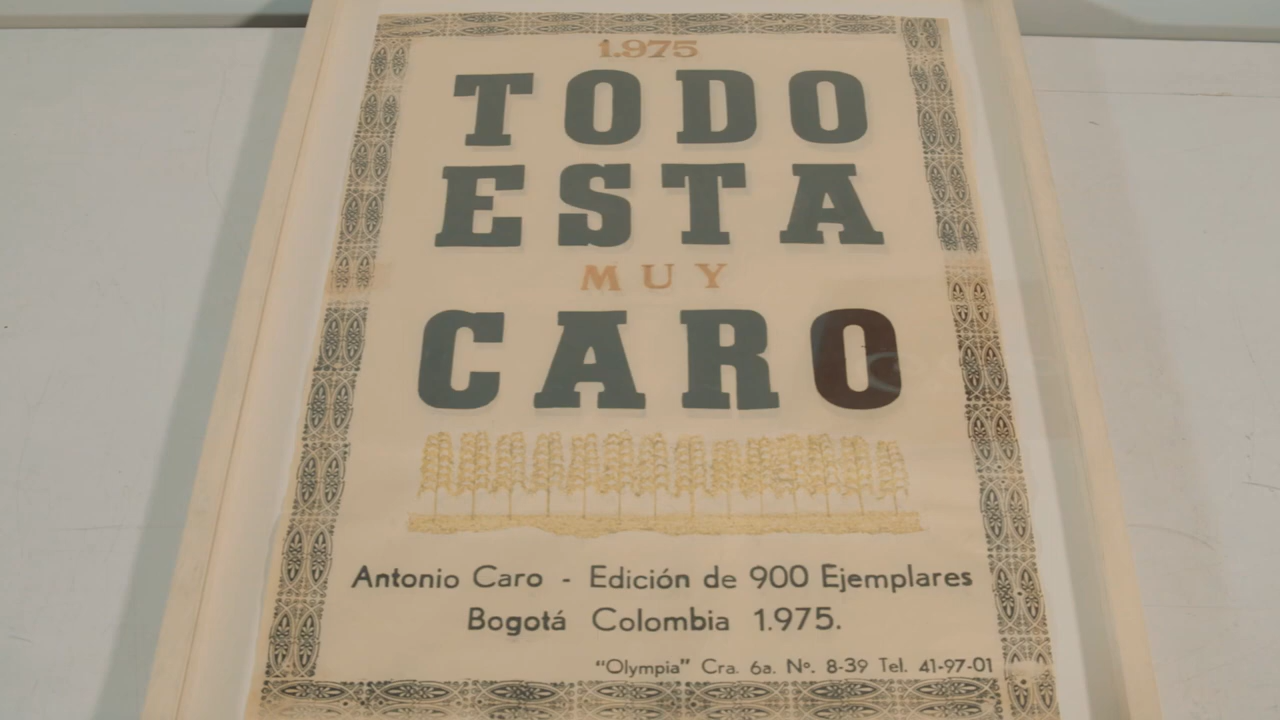 1.975
TODO
ESTA
MUY
CARO
Antonio Caro - Edición de 900 Ejemplares
Bogotá Colombia 1.975.
"Olympia" Cra. 6a. Nº. 8-39 Tel. 41-97-01